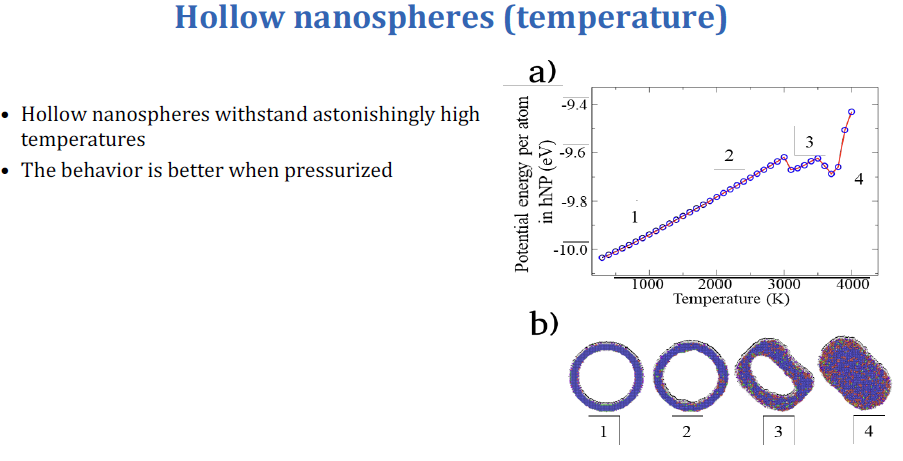 Hollow nanospheres (temperature)
• Hollow nanospheres withstand astonishingly high
temperatures
• The behavior is better when pressurized
a)
Potential energy per atom
in hNP (eV)
-9.4
-9.6
-9.8
-10.0
1
2
3
4
1000
2000
3000
4000
Temperature (K)
b)
1
2
3
4